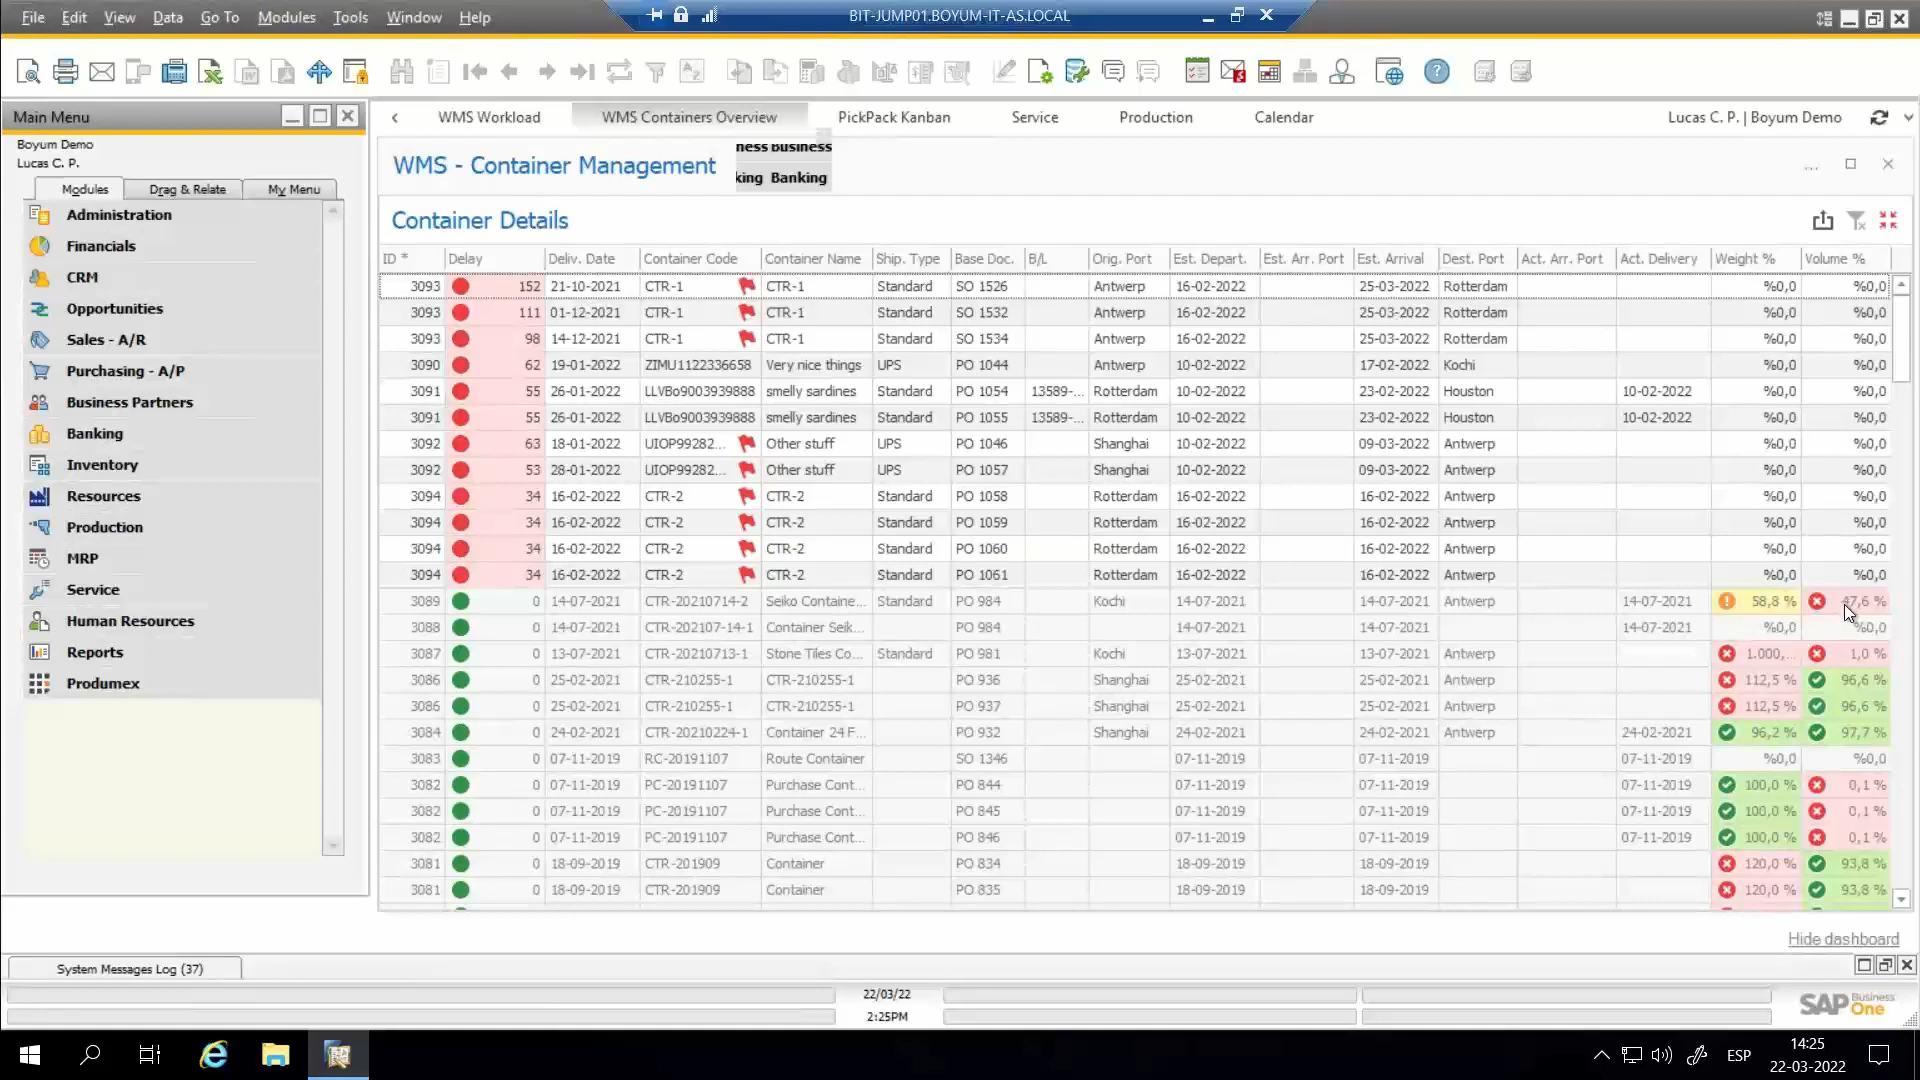 File Edit View Data Go To Modules Tools Window Help
BIT-JUMP01.BOYUM-IT-AS.LOCAL
Main Menu
Boyum Demo
Lucas C. P.
Modules Drag & Relate My Menu
Administration
Financials
CRM
Opportunities
Sales - A/R
Purchasing - A/P
Business Partners
Banking
Inventory
Resources
Production
MRP
Service
Human Resources
Reports
Produmex
WMS Workload WMS Containers Overview PickPack Kanban Service Production Calendar Lucas C. P. | Boyum Demo
WMS - Container Management
ness Business
king Banking
Container Details
ID * Delay Deliv. Date Container Code Container Name Ship. Type Base Doc. B/L Orig. Port Est. Depart. Est. Arr. Port Est. Arrival Dest. Port Act. Arr. Port Act. Delivery Weight % Volume %
3093 152 21-10-2021 CTR-1 CTR-1 Standard SO 1526 Antwerp 16-02-2022 25-03-2022 Rotterdam %0,0 %0,0
3093 111 01-12-2021 CTR-1 CTR-1 Standard SO 1532 Antwerp 16-02-2022 25-03-2022 Rotterdam %0,0 %0,0
3093 98 14-12-2021 CTR-1 CTR-1 Standard SO 1534 Antwerp 16-02-2022 25-03-2022 Rotterdam %0,0 %0,0
3090 62 19-01-2022 ZIMU1122336658 Very nice things UPS PO 1044 Antwerp 10-02-2022 17-02-2022 Kochi %0,0 %0,0
3091 55 26-01-2022 LLVBo9003939888 smelly sardines Standard PO 1054 13589-... Rotterdam 10-02-2022 23-02-2022 Houston 10-02-2022 %0,0 %0,0
3091 55 26-01-2022 LLVBo9003939888 smelly sardines Standard PO 1055 13589-... Rotterdam 10-02-2022 23-02-2022 Houston 10-02-2022 %0,0 %0,0
3092 63 18-01-2022 UIOP99282... Other stuff UPS PO 1046 Shanghai 10-02-2022 09-03-2022 Antwerp %0,0 %0,0
3092 53 28-01-2022 UIOP99282... Other stuff UPS PO 1057 Shanghai 10-02-2022 09-03-2022 Antwerp %0,0 %0,0
3094 34 16-02-2022 CTR-2 CTR-2 Standard PO 1058 Rotterdam 16-02-2022 16-02-2022 Antwerp %0,0 %0,0
3094 34 16-02-2022 CTR-2 CTR-2 Standard PO 1059 Rotterdam 16-02-2022 16-02-2022 Antwerp %0,0 %0,0
3094 34 16-02-2022 CTR-2 CTR-2 Standard PO 1060 Rotterdam 16-02-2022 16-02-2022 Antwerp %0,0 %0,0
3094 34 16-02-2022 CTR-2 CTR-2 Standard PO 1061 Rotterdam 16-02-2022 16-02-2022 Antwerp %0,0 %0,0
3089 0 14-07-2021 CTR-20210714-2 Seiko Containe... Standard PO 984 Kochi 14-07-2021 14-07-2021 Antwerp 14-07-2021 58,8 % 47,6 %
3088 0 14-07-2021 CTR-202107-14-1 Container Seik... PO 984 14-07-2021 14-07-2021 14-07-2021 %0,0 %0,0
3087 0 13-07-2021 CTR-20210713-1 Stone Tiles Co... Standard PO 981 Kochi 13-07-2021 13-07-2021 Antwerp 1.000,... 1,0 %
3086 0 25-02-2021 CTR-210255-1 CTR-210255-1 PO 936 Shanghai 25-02-2021 25-02-2021 Antwerp 112,5 % 96,6 %
3086 0 25-02-2021 CTR-210255-1 CTR-210255-1 PO 937 Shanghai 25-02-2021 25-02-2021 Antwerp 112,5 % 96,6 %
3084 0 24-02-2021 CTR-20210224-1 Container 24 F... PO 932 Shanghai 24-02-2021 24-02-2021 Antwerp 24-02-2021 96,2 % 97,7 %
3083 0 07-11-2019 RC-20191107 Route Container SO 1346 07-11-2019 07-11-2019 07-11-2019 %0,0 %0,0
3082 0 07-11-2019 PC-20191107 Purchase Cont... PO 844 07-11-2019 07-11-2019 07-11-2019 100,0 % 0,1 %
3082 0 07-11-2019 PC-20191107 Purchase Cont... PO 845 07-11-2019 07-11-2019 07-11-2019 100,0 % 0,1 %
3082 0 07-11-2019 PC-20191107 Purchase Cont... PO 846 07-11-2019 07-11-2019 07-11-2019 100,0 % 0,1 %
3081 0 18-09-2019 CTR-201909 Container PO 834 18-09-2019 18-09-2019 120,0 % 93,8 %
3081 0 18-09-2019 CTR-201909 Container PO 835 18-09-2019 18-09-2019 120,0 % 93,8 %
Hide dashboard
System Messages Log (37)
22/03/22
2:25PM
SAP Business One
ESP
14:25
22-03-2022